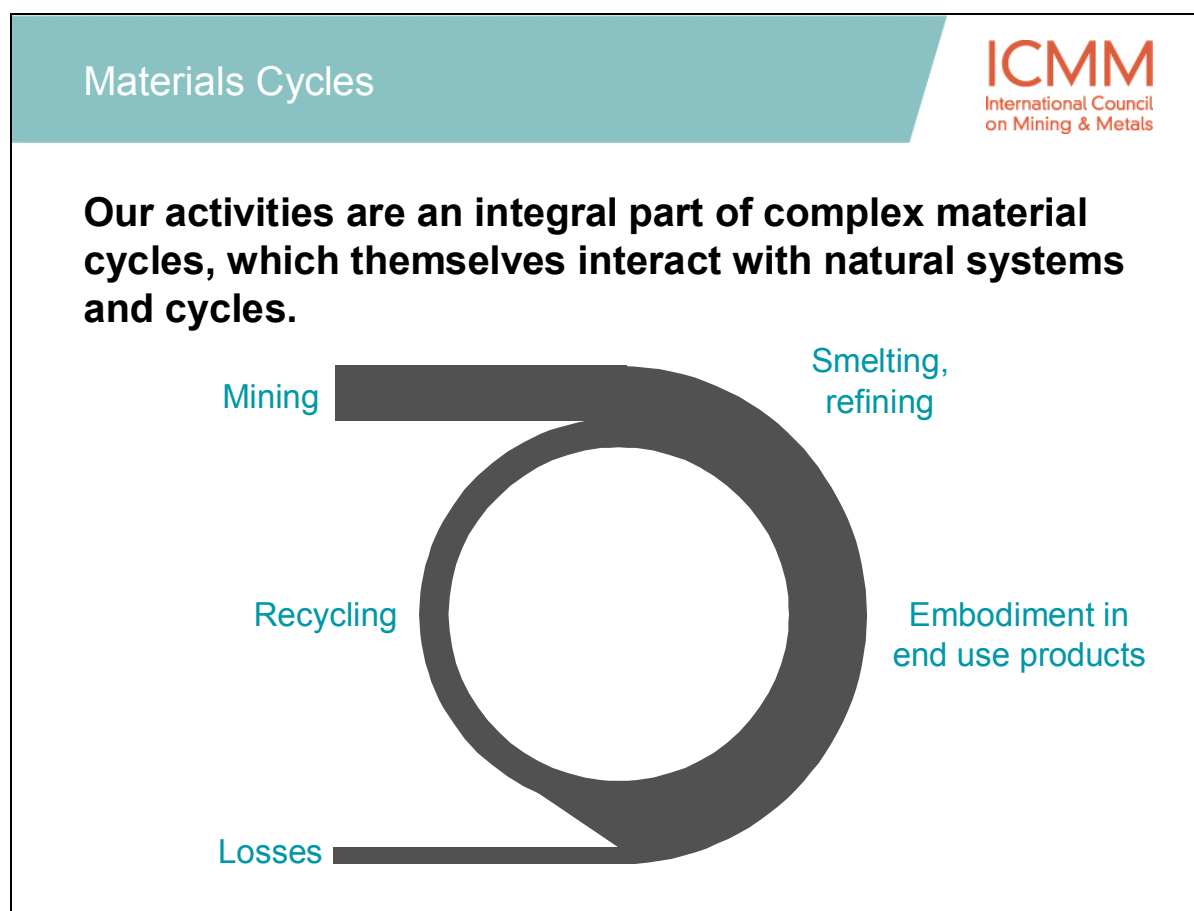 Materials Cycles
ICMM
International Council
on Mining & Metals
Our activities are an integral part of complex material
cycles, which themselves interact with natural systems
and cycles.
Smelting,
refining
Mining
Recycling
Embodiment in
end use products
Losses